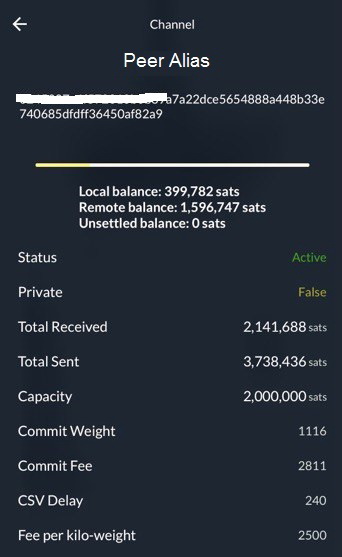 Channel
Peer Alias
7a7a22dce5654888a448b33e
740685dfdff36450af82a9
Local balance: 399,782 sats
Remote balance: 1,596,747 sats
Unsettled balance: 0 sats
Status Active
Private False
Total Received 2,141,688 sats
Total Sent 3,738,436 sats
Capacity 2,000,000 sats
Commit Weight 1116
Commit Fee 2811
CSV Delay 240
Fee per kilo-weight 2500